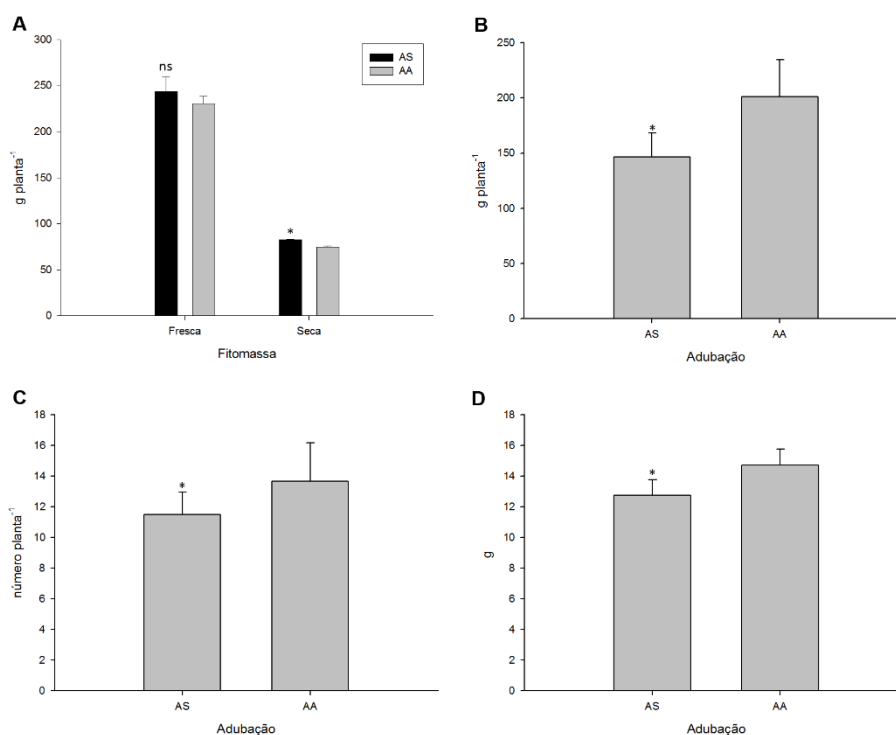 A
300
250
200
150
100
50
0
g planta⁻¹
ns
*
AS
AA
Fresca
Seca
Fitomassa
B
250
200
150
100
50
0
g planta⁻¹
*
AS
AA
Adubação
C
18
16
14
12
10
8
6
4
2
0
número planta⁻¹
*
AS
AA
Adubação
D
18
16
14
12
10
8
6
4
2
0
g
*
AS
AA
Adubação